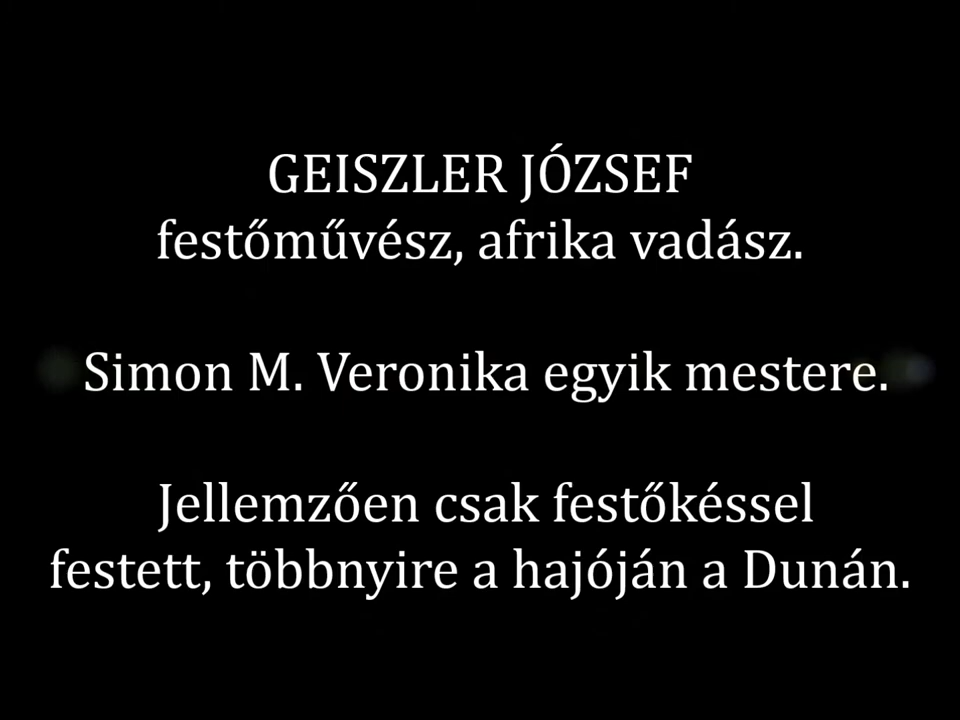 GEISZLER JÓZSEF
festőművész, afrika vadász.
Simon M. Veronika egyik mestere.
Jellemzően csak festőkéssel
festett, többnyire a hajóján a Dunán.